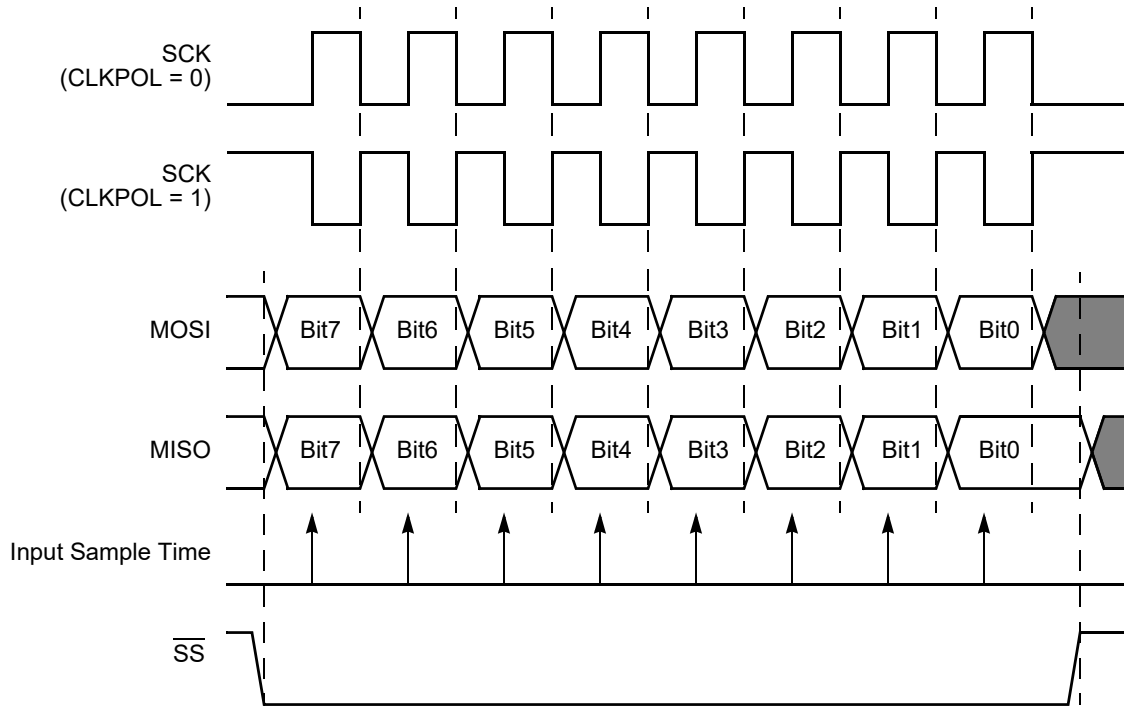 SCK
(CLKPOL = 0)
SCK
(CLKPOL = 1)
MOSI
Bit7 Bit6 Bit5 Bit4 Bit3 Bit2 Bit1 Bit0
MISO
Bit7 Bit6 Bit5 Bit4 Bit3 Bit2 Bit1 Bit0
Input Sample Time
SS